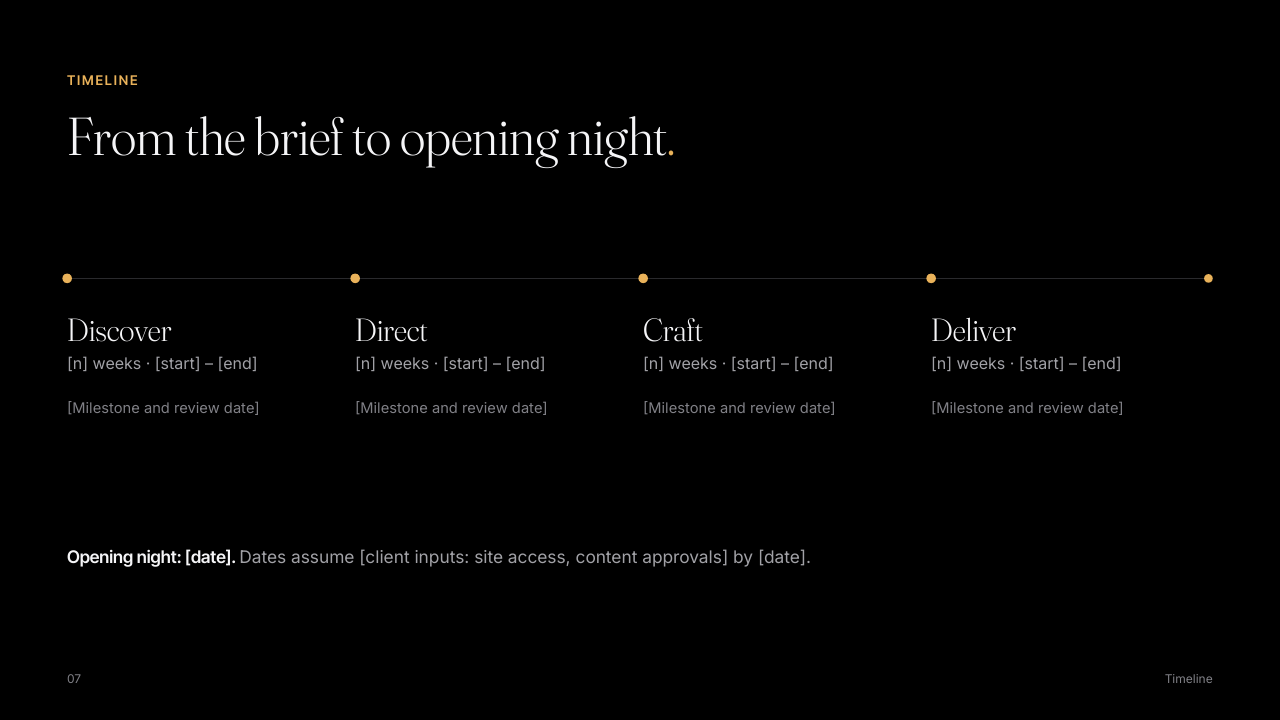 TIMELINE
From the brief to opening night.
Discover
[n] weeks · [start] – [end]
[Milestone and review date]
Direct
[n] weeks · [start] – [end]
[Milestone and review date]
Craft
[n] weeks · [start] – [end]
[Milestone and review date]
Deliver
[n] weeks · [start] – [end]
[Milestone and review date]
Opening night: [date]. Dates assume [client inputs: site access, content approvals] by [date].
07
Timeline